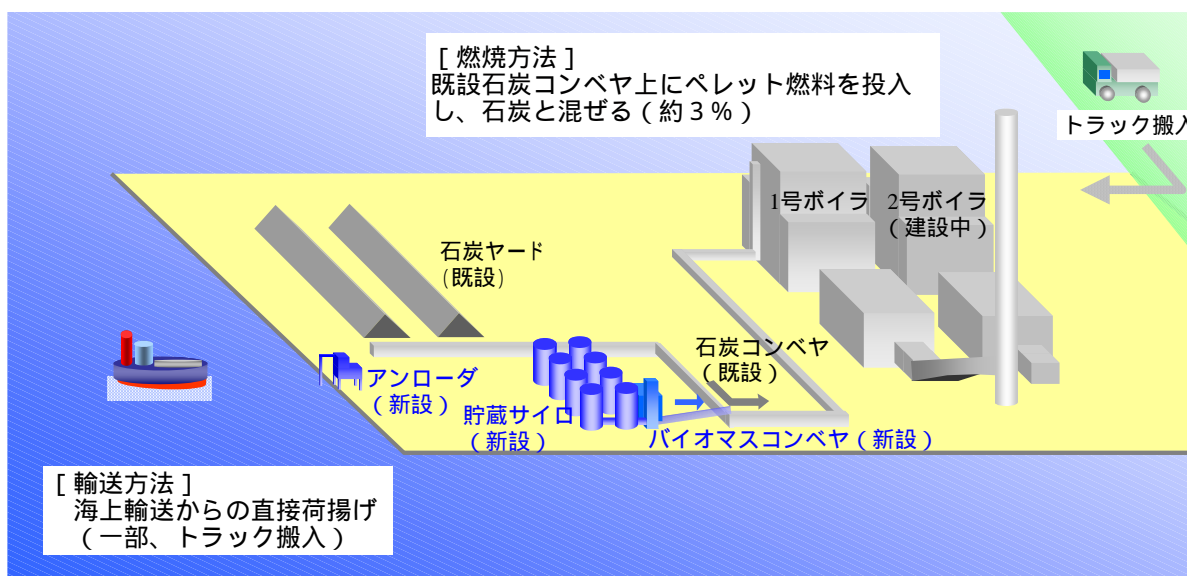 [ 燃焼方法 ]
既設石炭コンベヤ上にペレット燃料を投入
し、石炭と混ぜる ( 約３％ )
トラック搬入
1号ボイラ
2号ボイラ
( 建設中 )
石炭ヤード
(既設)
石炭コンベヤ
( 既設 )
アンローダ
( 新設 )
貯蔵サイロ
( 新設 )
バイオマスコンベヤ ( 新設 )
[ 輸送方法 ]
海上輸送からの直接荷揚げ
( 一部、トラック搬入 )